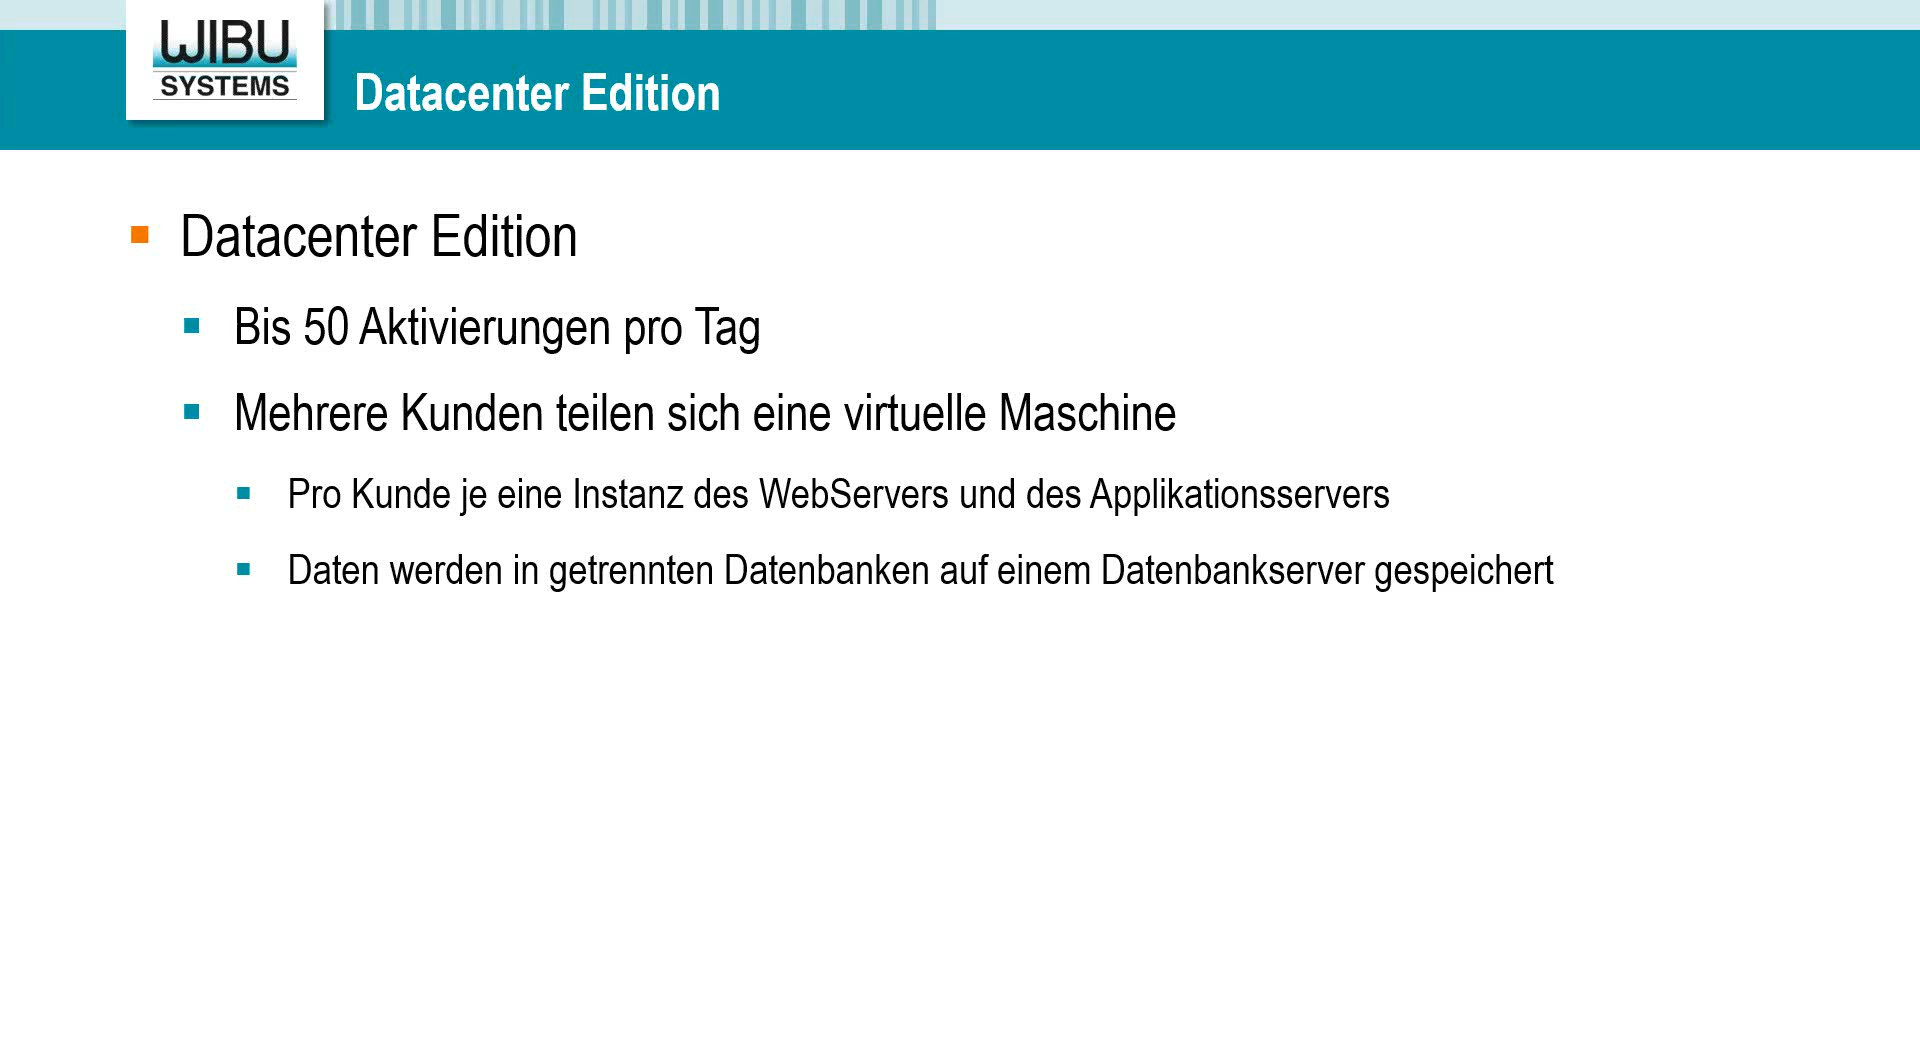 WIBU
SYSTEMS
Datacenter Edition
Datacenter Edition
Bis 50 Aktivierungen pro Tag
Mehrere Kunden teilen sich eine virtuelle Maschine
Pro Kunde je eine Instanz des WebServers und des Applikationsservers
Daten werden in getrennten Datenbanken auf einem Datenbankserver gespeichert